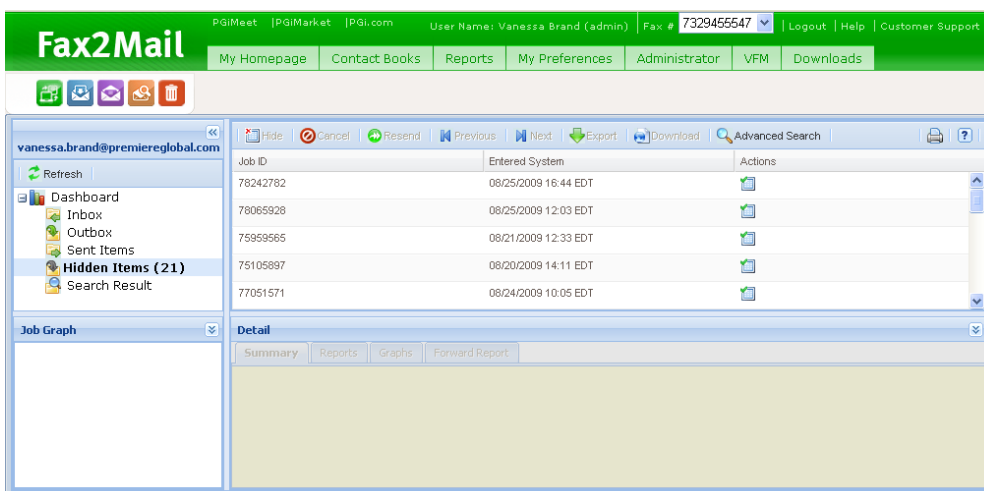 PGiMeet |PGiMarket |PGi.com
User Name: Vanessa Brand (admin) | Fax # 7329455547 | Logout | Help | Customer Support
Fax2Mail
My Homepage Contact Books Reports My Preferences Administrator VFM Downloads
vanessa.brand@premiereglobal.com
Refresh
Dashboard
Inbox
Outbox
Sent Items
Hidden Items (21)
Search Result
Job Graph
Hide Cancel Resend Previous Next Export Download Advanced Search ?
Job ID Entered System Actions
78242782 08/25/2009 16:44 EDT
78065928 08/25/2009 12:03 EDT
75959565 08/21/2009 12:33 EDT
75105897 08/20/2009 14:11 EDT
77051571 08/24/2009 10:05 EDT
Detail
Summary Reports Graphs Forward Report